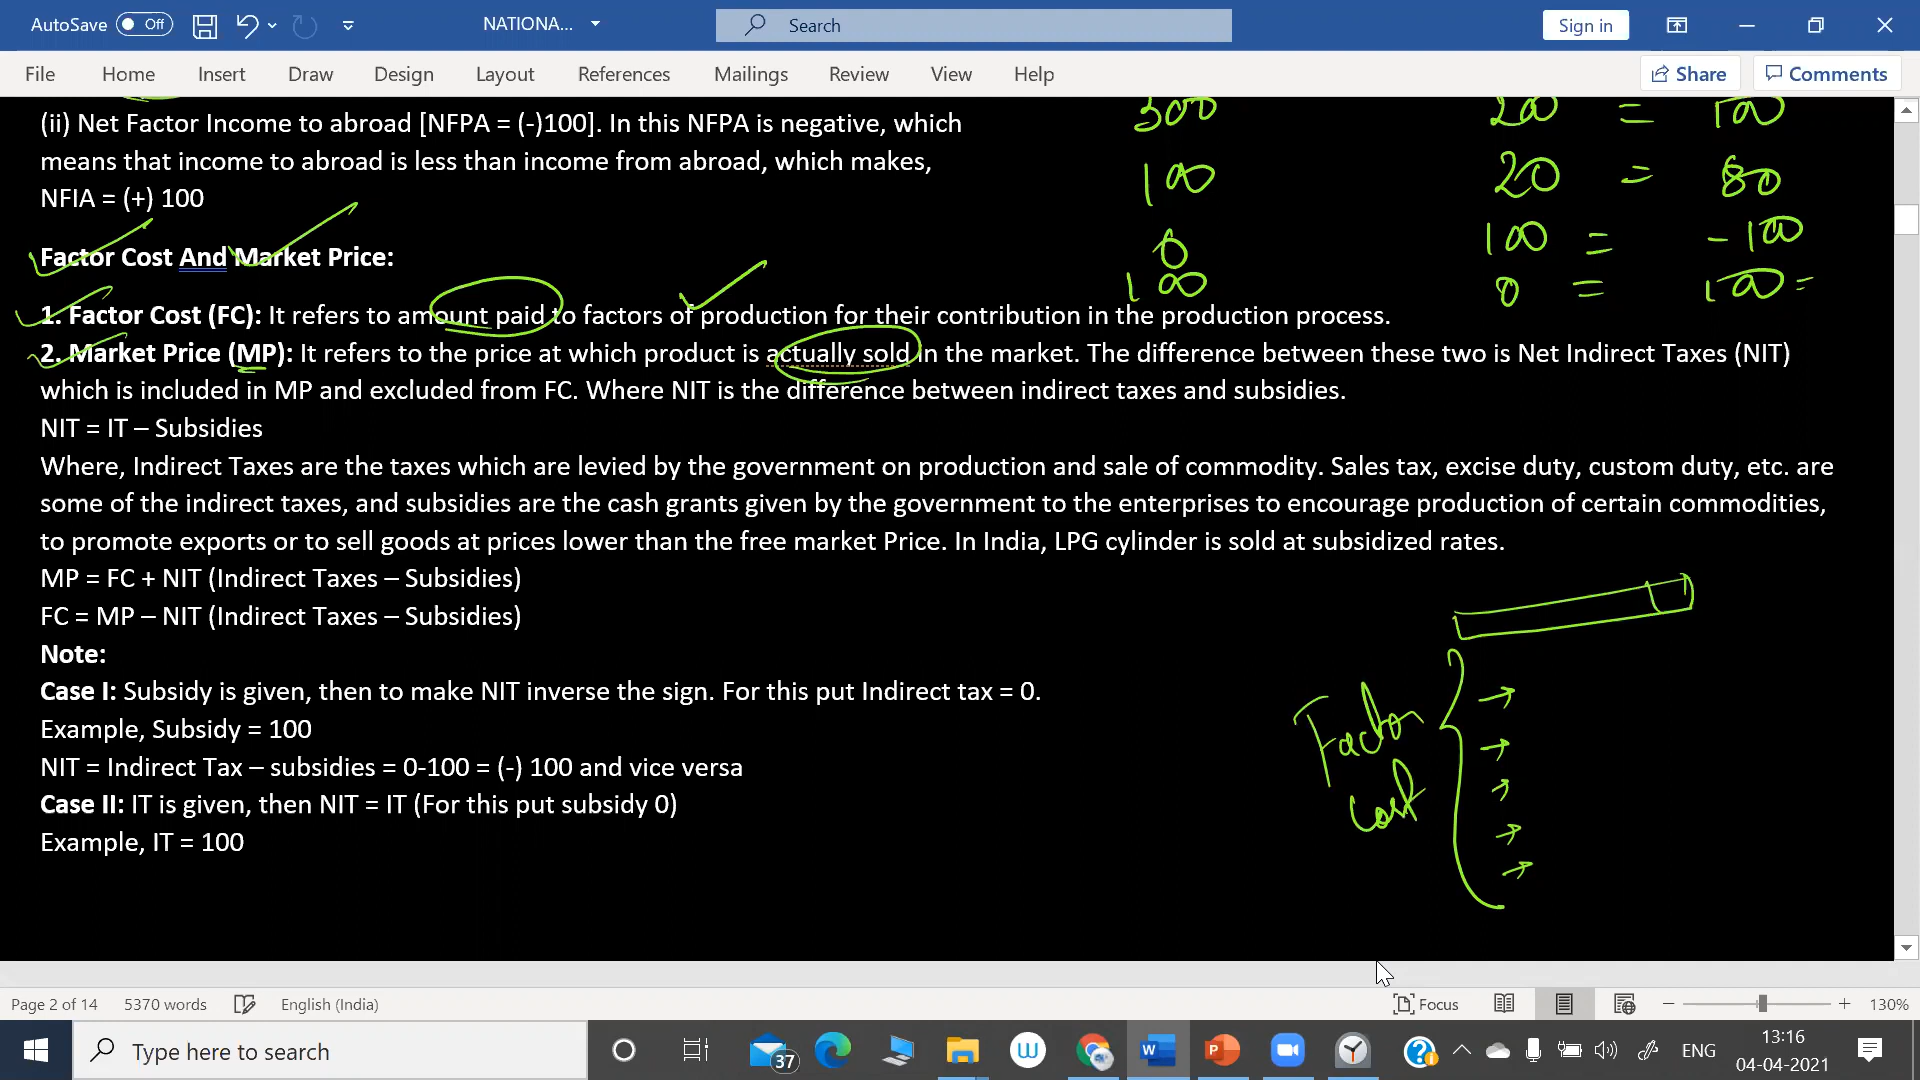 AutoSave Off
NATIONA...
Search
Sign in
File Home Insert Draw Design Layout References Mailings Review View Help
Share Comments
(ii) Net Factor Income to abroad [NFPA = (-)100]. In this NFPA is negative, which
means that income to abroad is less than income from abroad, which makes,
NFIA = (+) 100
300 200 = 100
100 20 = 80
0 100 = - 100
100 0 = 100 =
Factor Cost And Market Price:
1. Factor Cost (FC): It refers to amount paid to factors of production for their contribution in the production process.
2. Market Price (MP): It refers to the price at which product is actually sold in the market. The difference between these two is Net Indirect Taxes (NIT)
which is included in MP and excluded from FC. Where NIT is the difference between indirect taxes and subsidies.
NIT = IT – Subsidies
Where, Indirect Taxes are the taxes which are levied by the government on production and sale of commodity. Sales tax, excise duty, custom duty, etc. are
some of the indirect taxes, and subsidies are the cash grants given by the government to the enterprises to encourage production of certain commodities,
to promote exports or to sell goods at prices lower than the free market Price. In India, LPG cylinder is sold at subsidized rates.
MP = FC + NIT (Indirect Taxes – Subsidies)
FC = MP – NIT (Indirect Taxes – Subsidies)
Note:
Case I: Subsidy is given, then to make NIT inverse the sign. For this put Indirect tax = 0.
Example, Subsidy = 100
NIT = Indirect Tax – subsidies = 0-100 = (-) 100 and vice versa
Case II: IT is given, then NIT = IT (For this put subsidy 0)
Example, IT = 100
Factor
cost
Page 2 of 14 5370 words English (India) Focus 130%
Type here to search
37
ENG
13:16
04-04-2021